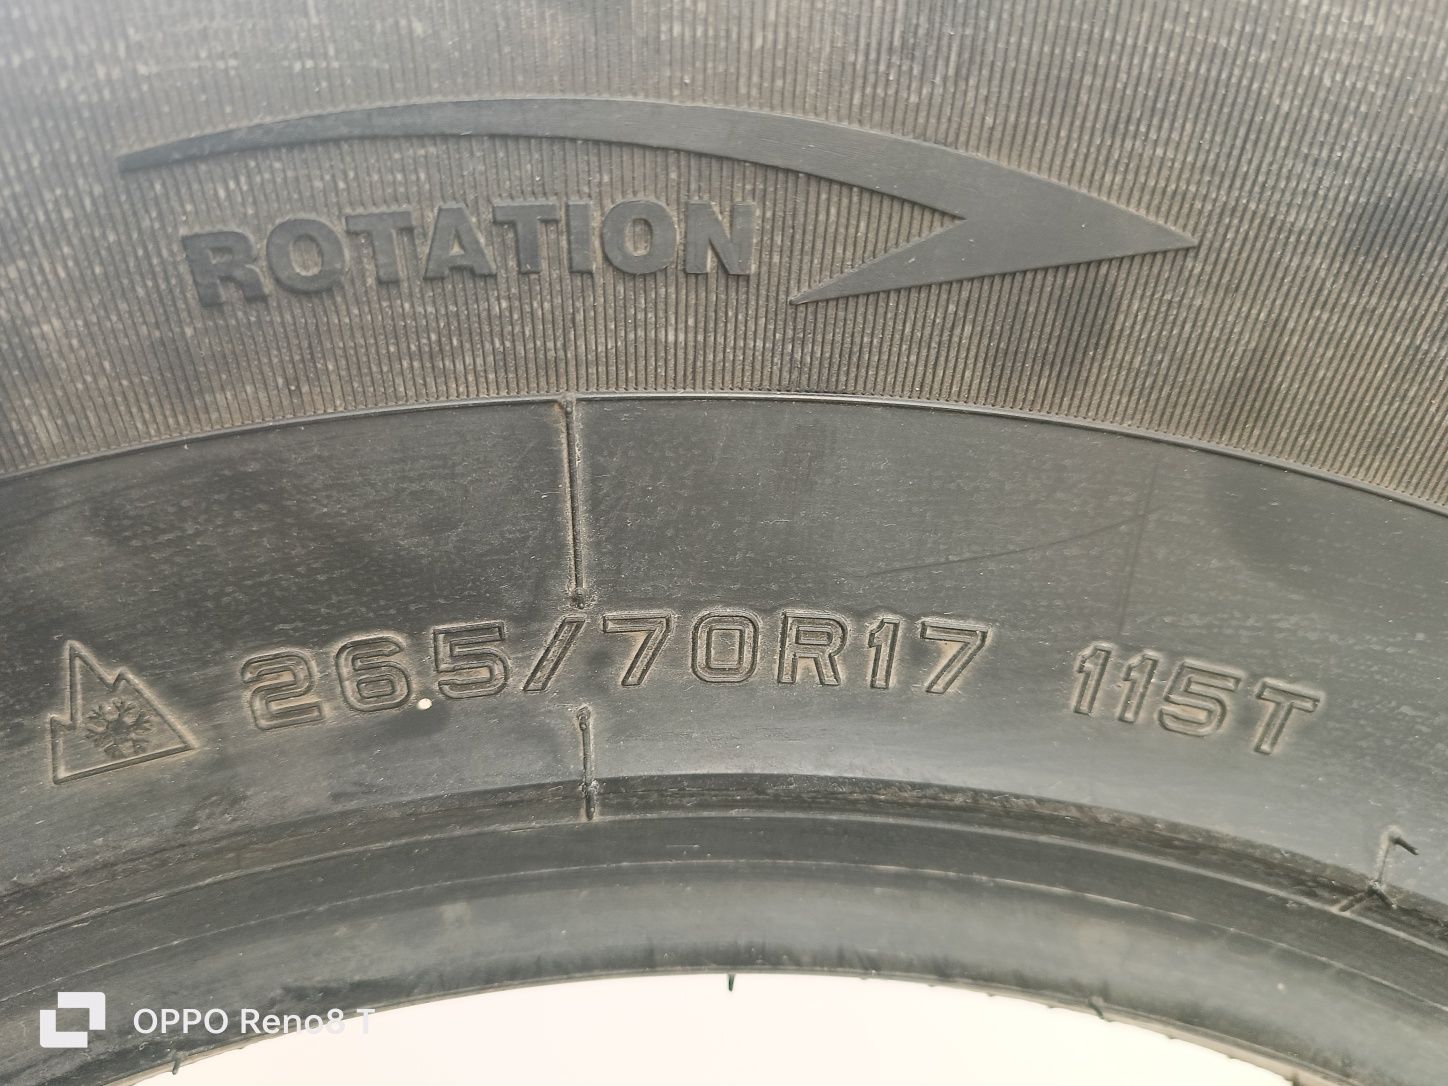 ROTATION
265/70R17 115T
OPPO Reno8 T